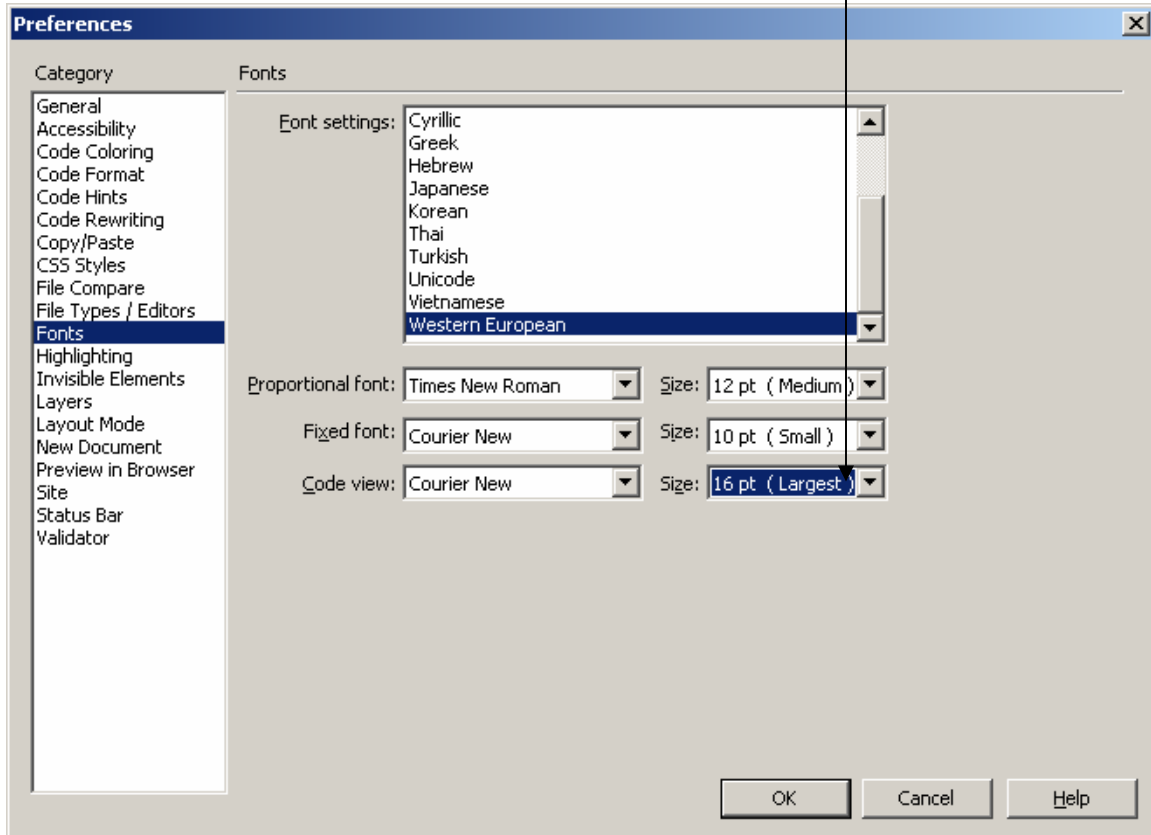 Preferences
Category
General
Accessibility
Code Coloring
Code Format
Code Hints
Code Rewriting
Copy/Paste
CSS Styles
File Compare
File Types / Editors
Fonts
Highlighting
Invisible Elements
Layers
Layout Mode
New Document
Preview in Browser
Site
Status Bar
Validator
Fonts
Font settings:
Cyrillic
Greek
Hebrew
Japanese
Korean
Thai
Turkish
Unicode
Vietnamese
Western European
Proportional font: Times New Roman Size: 12 pt ( Medium )
Fixed font: Courier New Size: 10 pt ( Small )
Code view: Courier New Size: 16 pt ( Largest )
OK Cancel Help